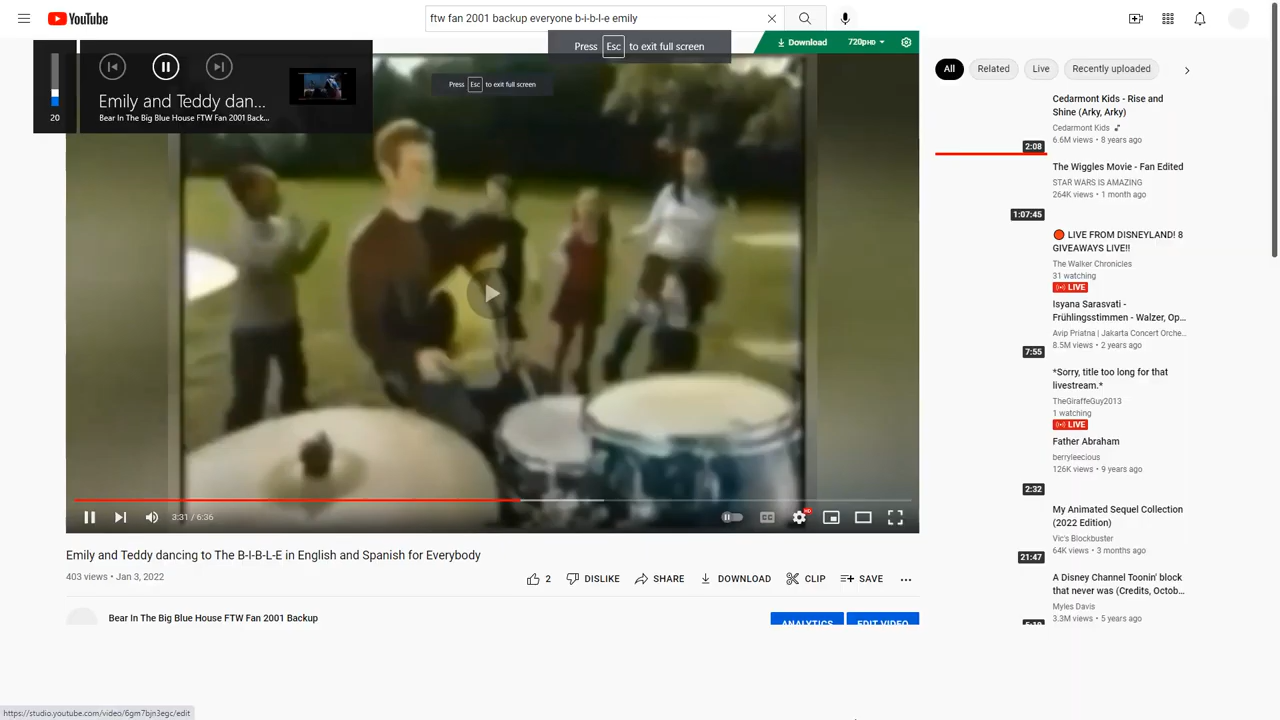 YouTube
ftw fan 2001 backup everyone b-i-b-l-e emily
Press Esc to exit full screen
Download 720pHD
Press Esc to exit full screen
Emily and Teddy dan...
Bear In The Big Blue House FTW Fan 2001 Back...
20
3:31 / 6:36
HD
Emily and Teddy dancing to The B-I-B-L-E in English and Spanish for Everybody
403 views • Jan 3, 2022
2 DISLIKE SHARE DOWNLOAD CLIP SAVE
Bear In The Big Blue House FTW Fan 2001 Backup
ANALYTICS EDIT VIDEO
All Related Live Recently uploaded
Cedarmont Kids - Rise and
Shine (Arky, Arky)
Cedarmont Kids
6.6M views • 8 years ago
2:08
The Wiggles Movie - Fan Edited
STAR WARS IS AMAZING
264K views • 1 month ago
1:07:45
LIVE FROM DISNEYLAND! 8
GIVEAWAYS LIVE!!
The Walker Chronicles
31 watching
LIVE
Isyana Sarasvati -
Frühlingsstimmen - Walzer, Op...
Avip Priatna | Jakarta Concert Orche...
8.5M views • 2 years ago
7:55
*Sorry, title too long for that
livestream.*
TheGiraffeGuy2013
1 watching
LIVE
Father Abraham
berryleecious
126K views • 9 years ago
2:32
My Animated Sequel Collection
(2022 Edition)
Vic's Blockbuster
64K views • 3 months ago
21:47
A Disney Channel Toonin' block
that never was (Credits, Octob...
Myles Davis
3.3M views • 5 years ago
https://studio.youtube.com/video/6gm7bjn3egc/edit